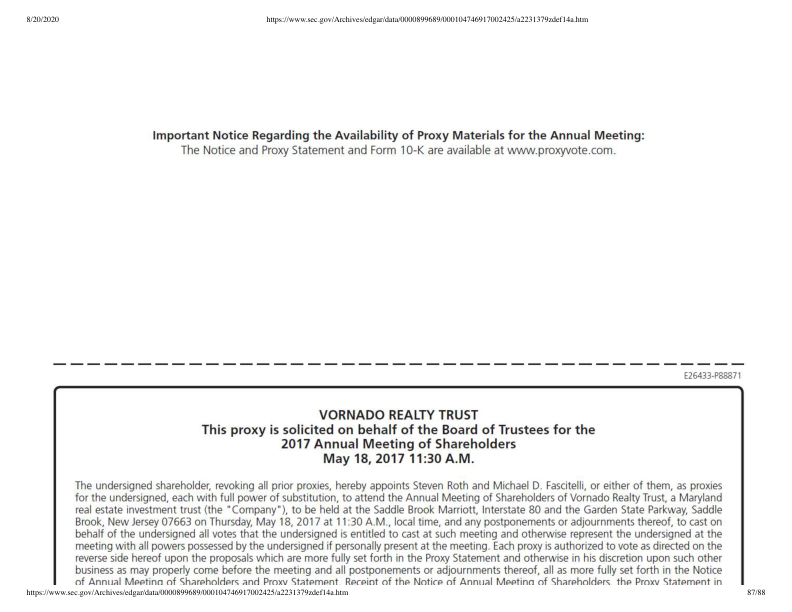 8/20/2020
https://www.sec.gov/Archives/edgar/data/0000899689/000104746917002425/a2231379zdef14a.htm
Important Notice Regarding the Availability of Proxy Materials for the Annual Meeting:
The Notice and Proxy Statement and Form 10-K are available at www.proxyvote.com.
E26433-P88871
VORNADO REALTY TRUST
This proxy is solicited on behalf of the Board of Trustees for the
2017 Annual Meeting of Shareholders
May 18, 2017 11:30 A.M.
The undersigned shareholder, revoking all prior proxies, hereby appoints Steven Roth and Michael D. Fascitelli, or either of them, as proxies
for the undersigned, each with full power of substitution, to attend the Annual Meeting of Shareholders of Vornado Realty Trust, a Maryland
real estate investment trust (the "Company"), to be held at the Saddle Brook Marriott, Interstate 80 and the Garden State Parkway, Saddle
Brook, New Jersey 07663 on Thursday, May 18, 2017 at 11:30 A.M., local time, and any postponements or adjournments thereof, to cast on
behalf of the undersigned all votes that the undersigned is entitled to cast at such meeting and otherwise represent the undersigned at the
meeting with all powers possessed by the undersigned if personally present at the meeting. Each proxy is authorized to vote as directed on the
reverse side hereof upon the proposals which are more fully set forth in the Proxy Statement and otherwise in his discretion upon such other
business as may properly come before the meeting and all postponements or adjournments thereof, all as more fully set forth in the Notice
of Annual Meeting of Shareholders and Proxy Statement. Receipt of the Notice of Annual Meeting of Shareholders, the Proxy Statement in
https://www.sec.gov/Archives/edgar/data/0000899689/000104746917002425/a2231379zdef14a.htm
87/88